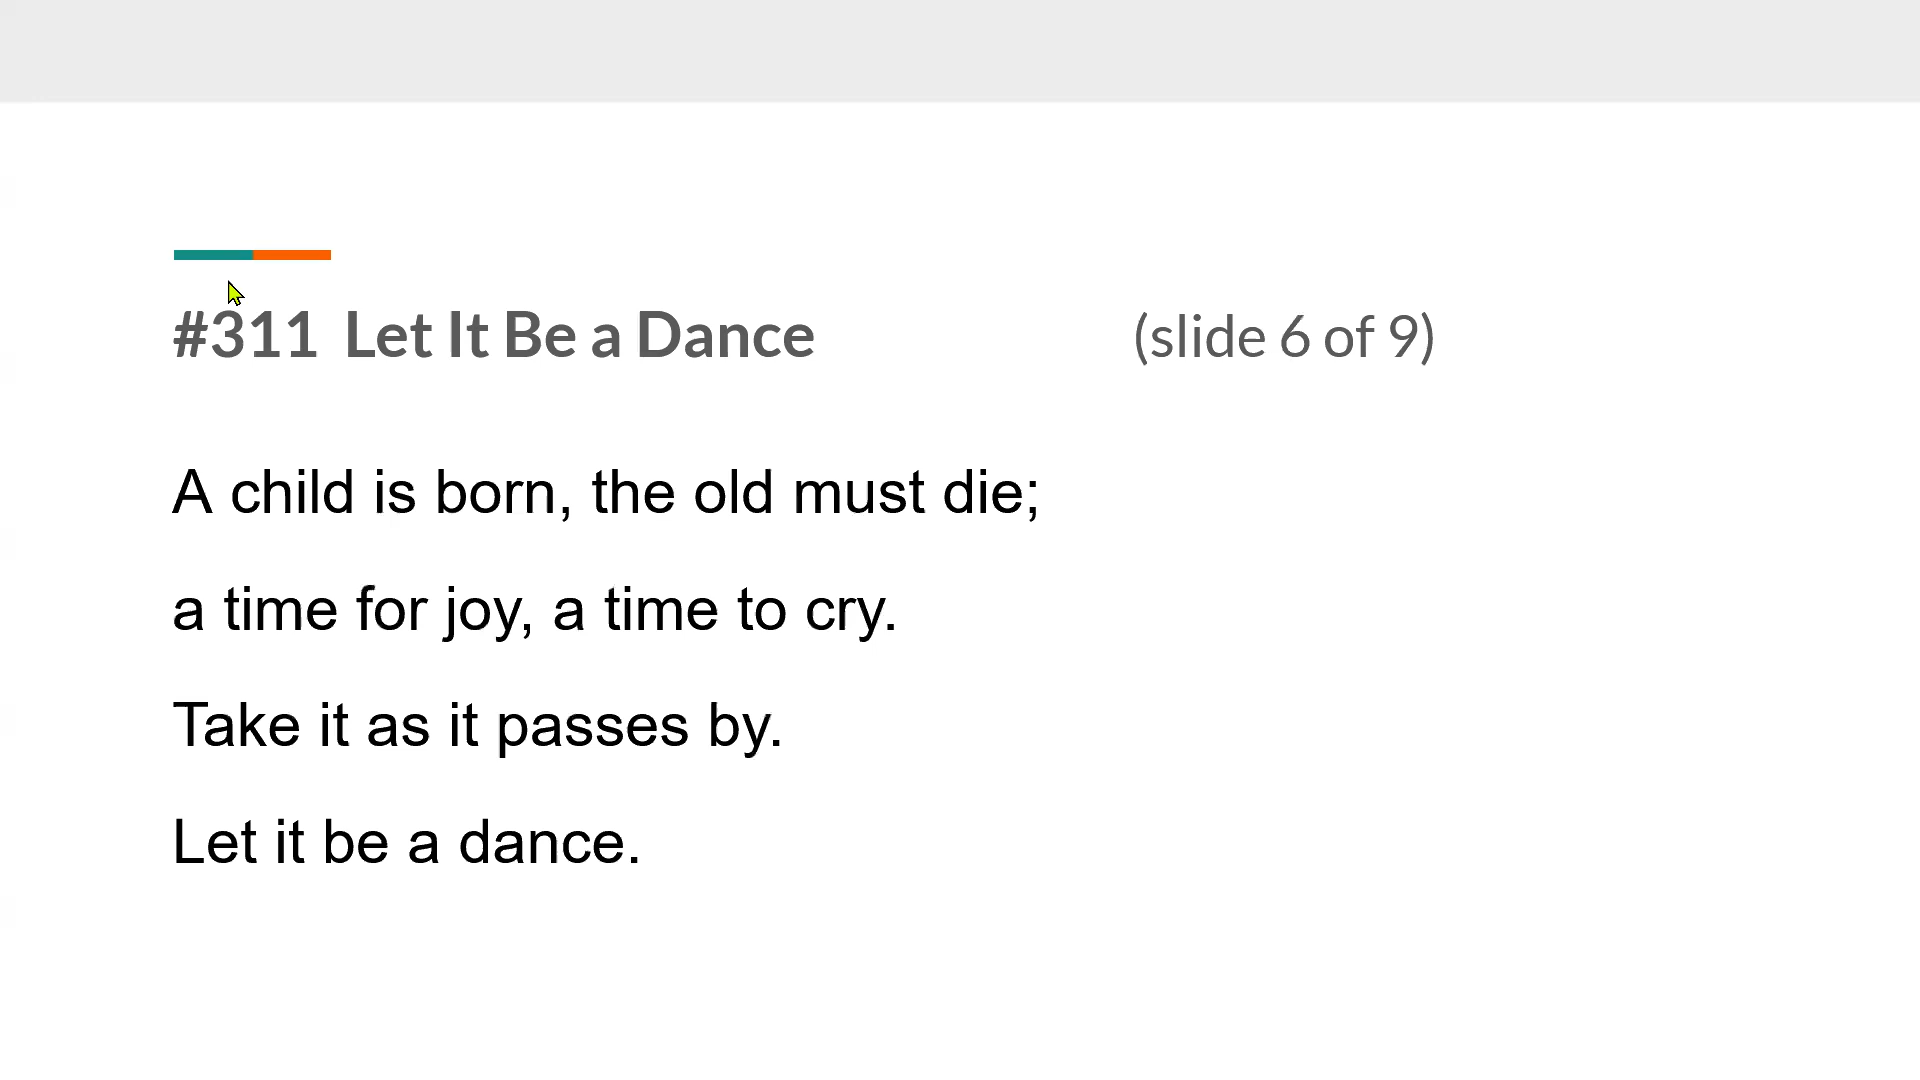 #311 Let It Be a Dance (slide 6 of 9)
A child is born, the old must die;
a time for joy, a time to cry.
Take it as it passes by.
Let it be a dance.